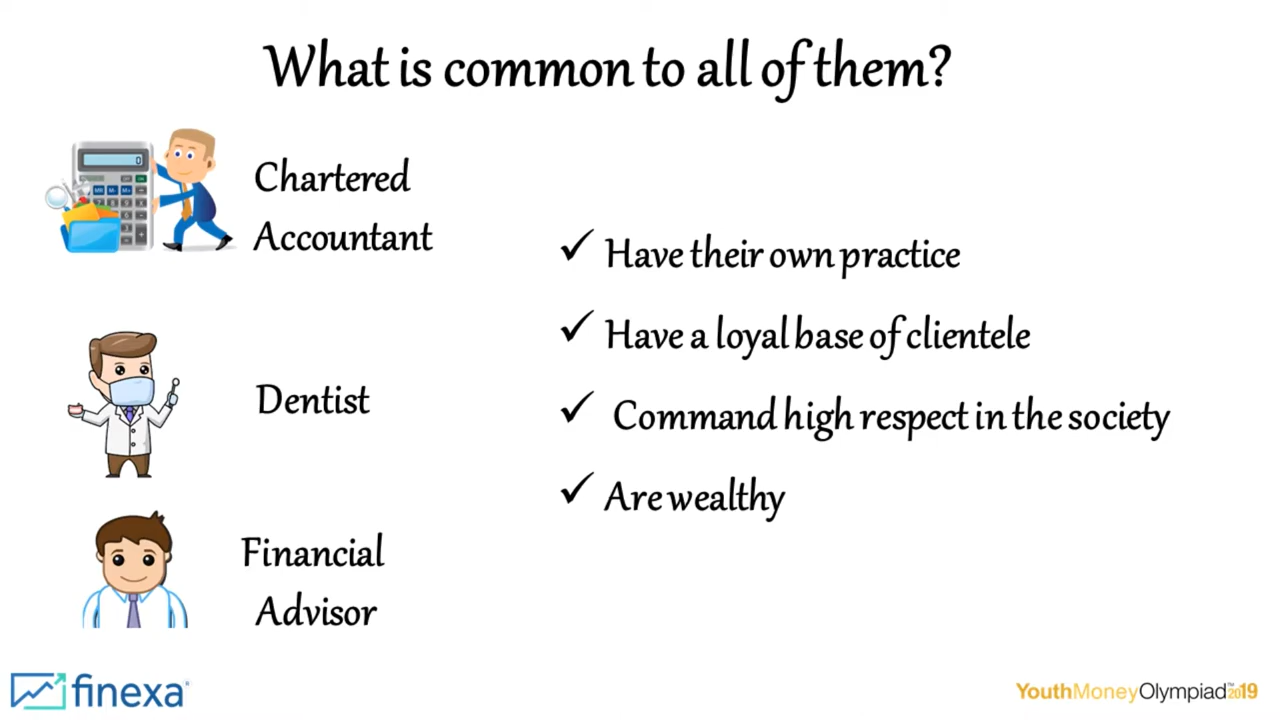 What is common to all of them?
Chartered
Accountant
Dentist
Financial
Advisor
✓ Have their own practice
✓ Have a loyal base of clientele
✓ Command high respect in the society
✓ Are wealthy
finexa
YouthMoneyOlympiad™2019